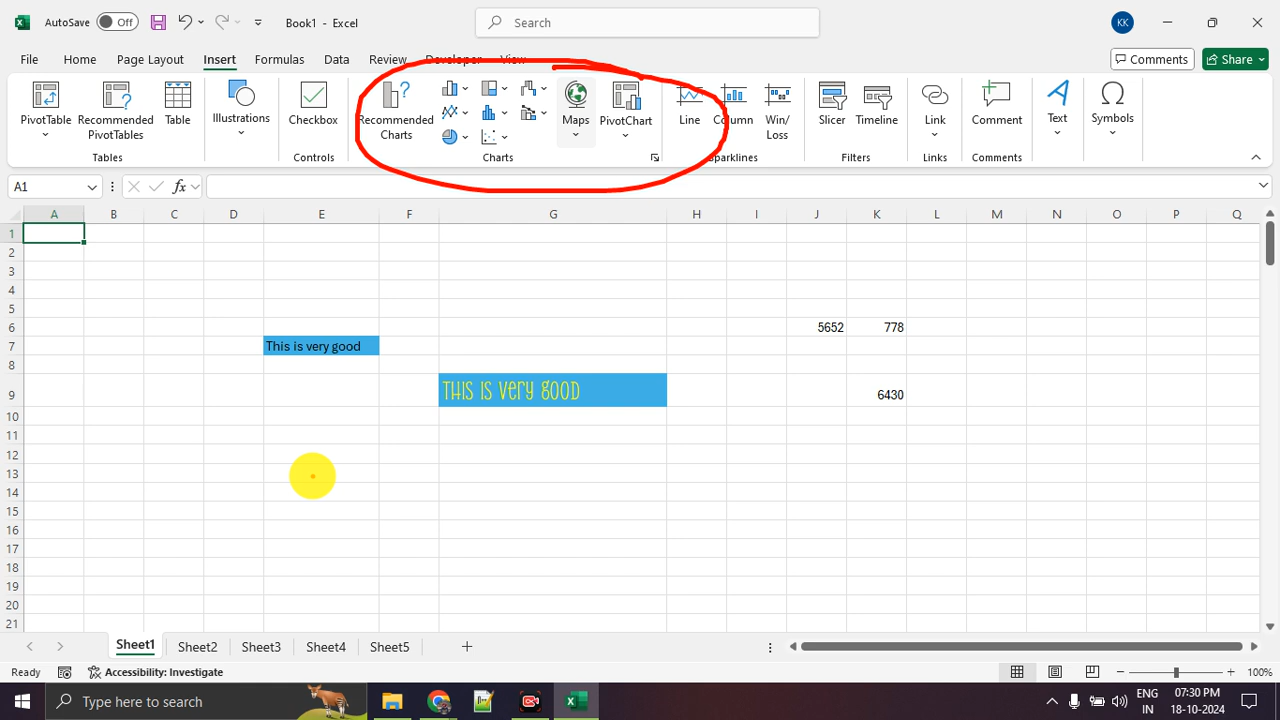 AutoSave Off Book1 - Excel Search KK
File Home Page Layout Insert Formulas Data Review Developer View Comments Share
PivotTable Recommended PivotTables Table Illustrations Checkbox Recommended Charts Maps PivotChart Line Column Win/Loss Slicer Timeline Link Comment Text Symbols
Tables Controls Charts Sparklines Filters Links Comments
A1 fx
A B C D E F G H I J K L M N O P Q
1
2
3
4
5
6 5652 778
7 This is very good
8
9 This is very good 6430
10
11
12
13
14
15
16
17
18
19
20
21
Sheet1 Sheet2 Sheet3 Sheet4 Sheet5
Ready Accessibility: Investigate 100%
Type here to search ENG 07:30 PM
IN 18-10-2024